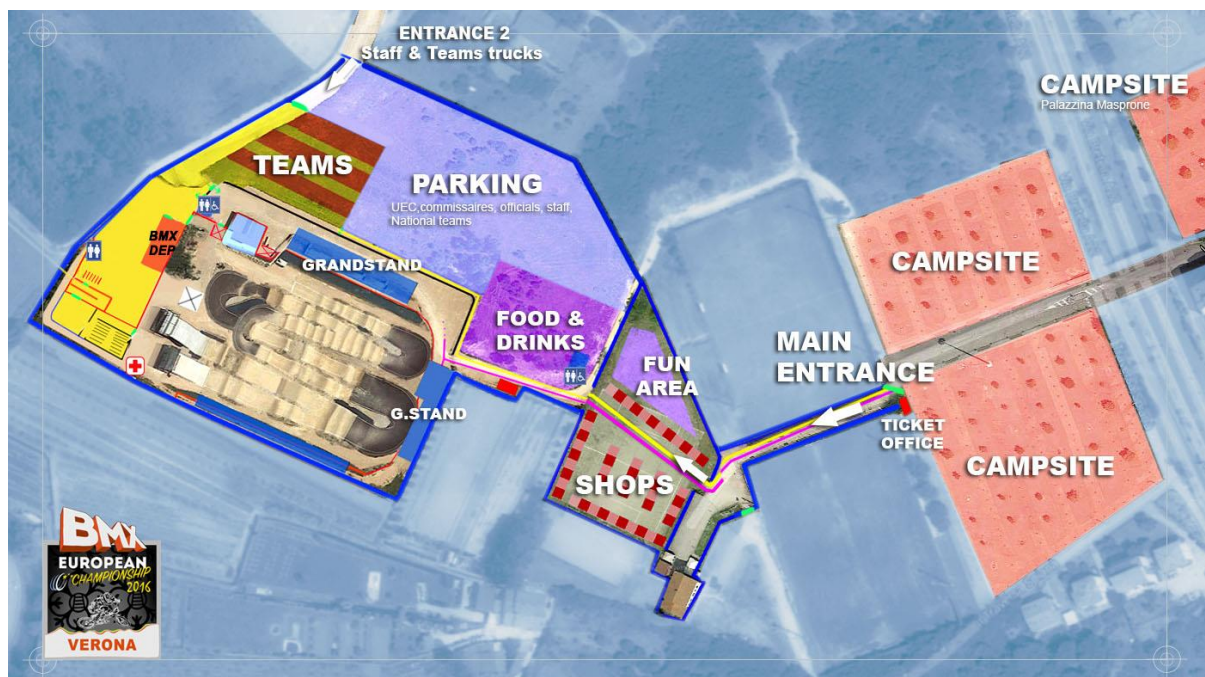 ENTRANCE 2
Staff & Teams trucks
CAMPSITE
Palazzina Masprone
TEAMS
PARKING
UEC,commissaires, officials, staff,
National teams
BMX
DEP
GRANDSTAND
CAMPSITE
FOOD &
DRINKS
MAIN
ENTRANCE
FUN
AREA
G.STAND
TICKET
OFFICE
CAMPSITE
SHOPS
BMX
EUROPEAN
CHAMPIONSHIP
2016
VERONA